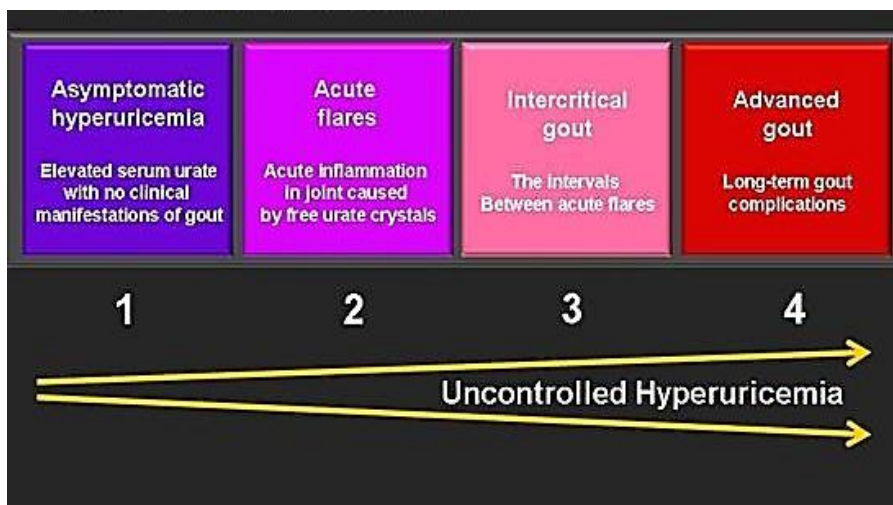 Asymptomatic
hyperuricemia
Elevated serum urate
with no clinical
manifestations of gout
Acute
flares
Acute inflammation
in joint caused
by free urate crystals
Intercritical
gout
The intervals
Between acute flares
Advanced
gout
Long-term gout
complications
1
2
3
4
Uncontrolled Hyperuricemia